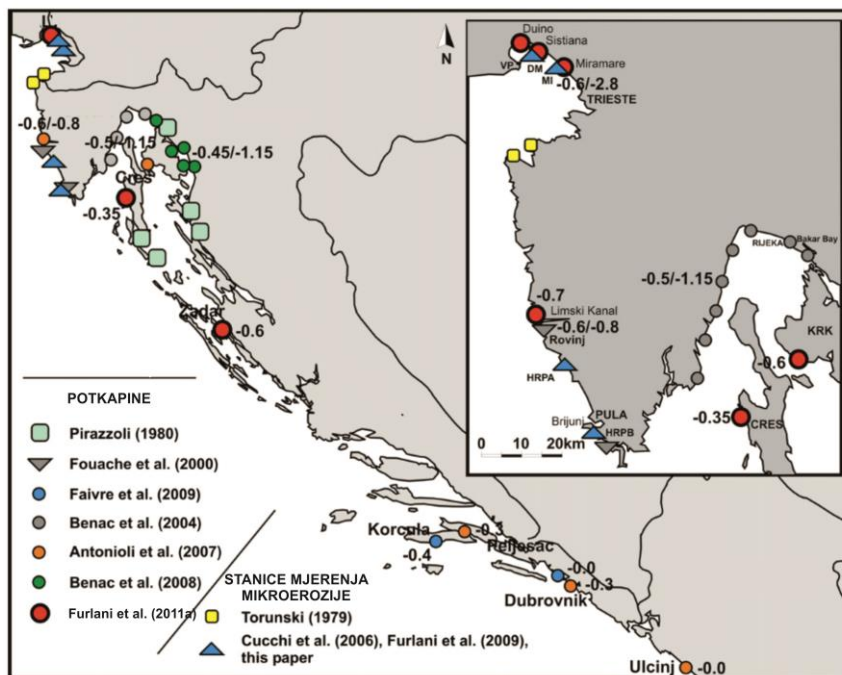 N
-0.6/-0.8
-0.5/-1.15
-0.45/-1.15
Cres
-0.35
Zadar
-0.6
POTKAPINE
Pirazzoli (1980)
Fouache et al. (2000)
Faivre et al. (2009)
Benac et al. (2004)
Antonioli et al. (2007)
Benac et al. (2008)
Furlani et al. (2011a)
STANICE MJERENJA
MIKROEROZIJE
Torunski (1979)
Cucchi et al. (2006), Furlani et al. (2009),
this paper
Korcula
-0.3
-0.4
Peljesac
-0.0
-0.3
Dubrovnik
Ulcinj
-0.0
Duino
Sistiana
VP
DM
Miramare
MI
-0.6/-2.8
TRIESTE
-0.7
Limski Kanal
-0.6/-0.8
Rovinj
HRPA
Brijunj
PULA
HRPB
0 10 20km
RIJEKA
Bakar Bay
-0.5/-1.15
KRK
-0.6
-0.35
CRES